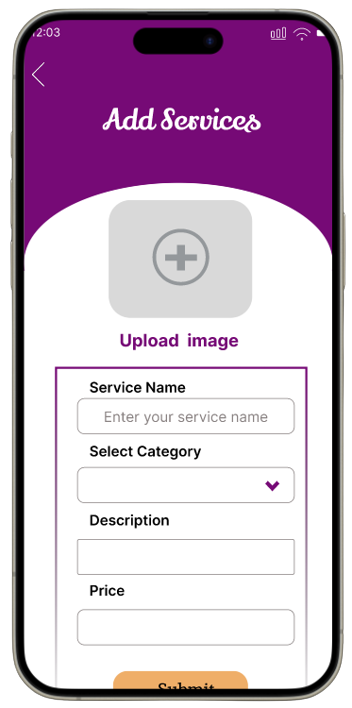 12:03
Add Services
Upload image
Service Name
Enter your service name
Select Category
Description
Price
Submit